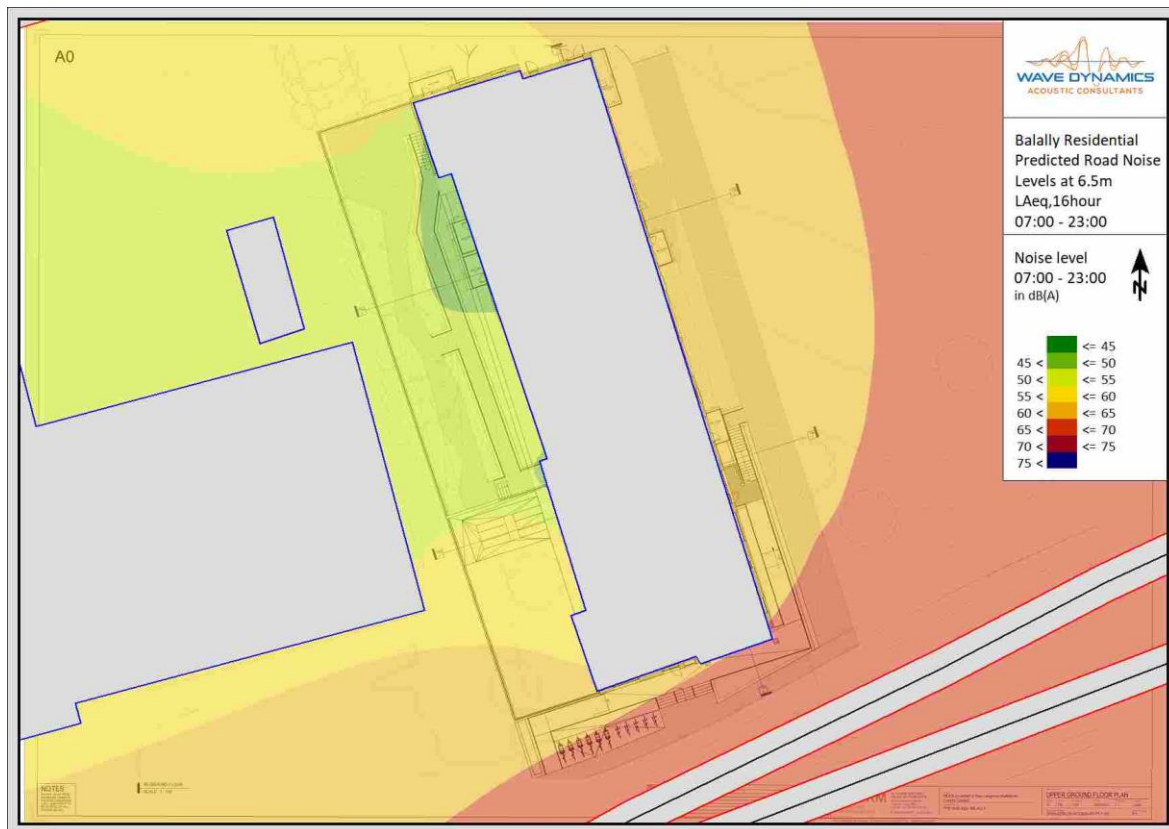 A0
WAVE DYNAMICS
ACOUSTIC CONSULTANTS
Balally Residential
Predicted Road Noise
Levels at 6.5m
LAeq,16hour
07:00 - 23:00
Noise level
07:00 - 23:00
in dB(A)
N
<= 45
45 < <= 50
50 < <= 55
55 < <= 60
60 < <= 65
65 < <= 70
70 < <= 75
75 <
NOTES
UPPER GROUND FLOOR PLAN